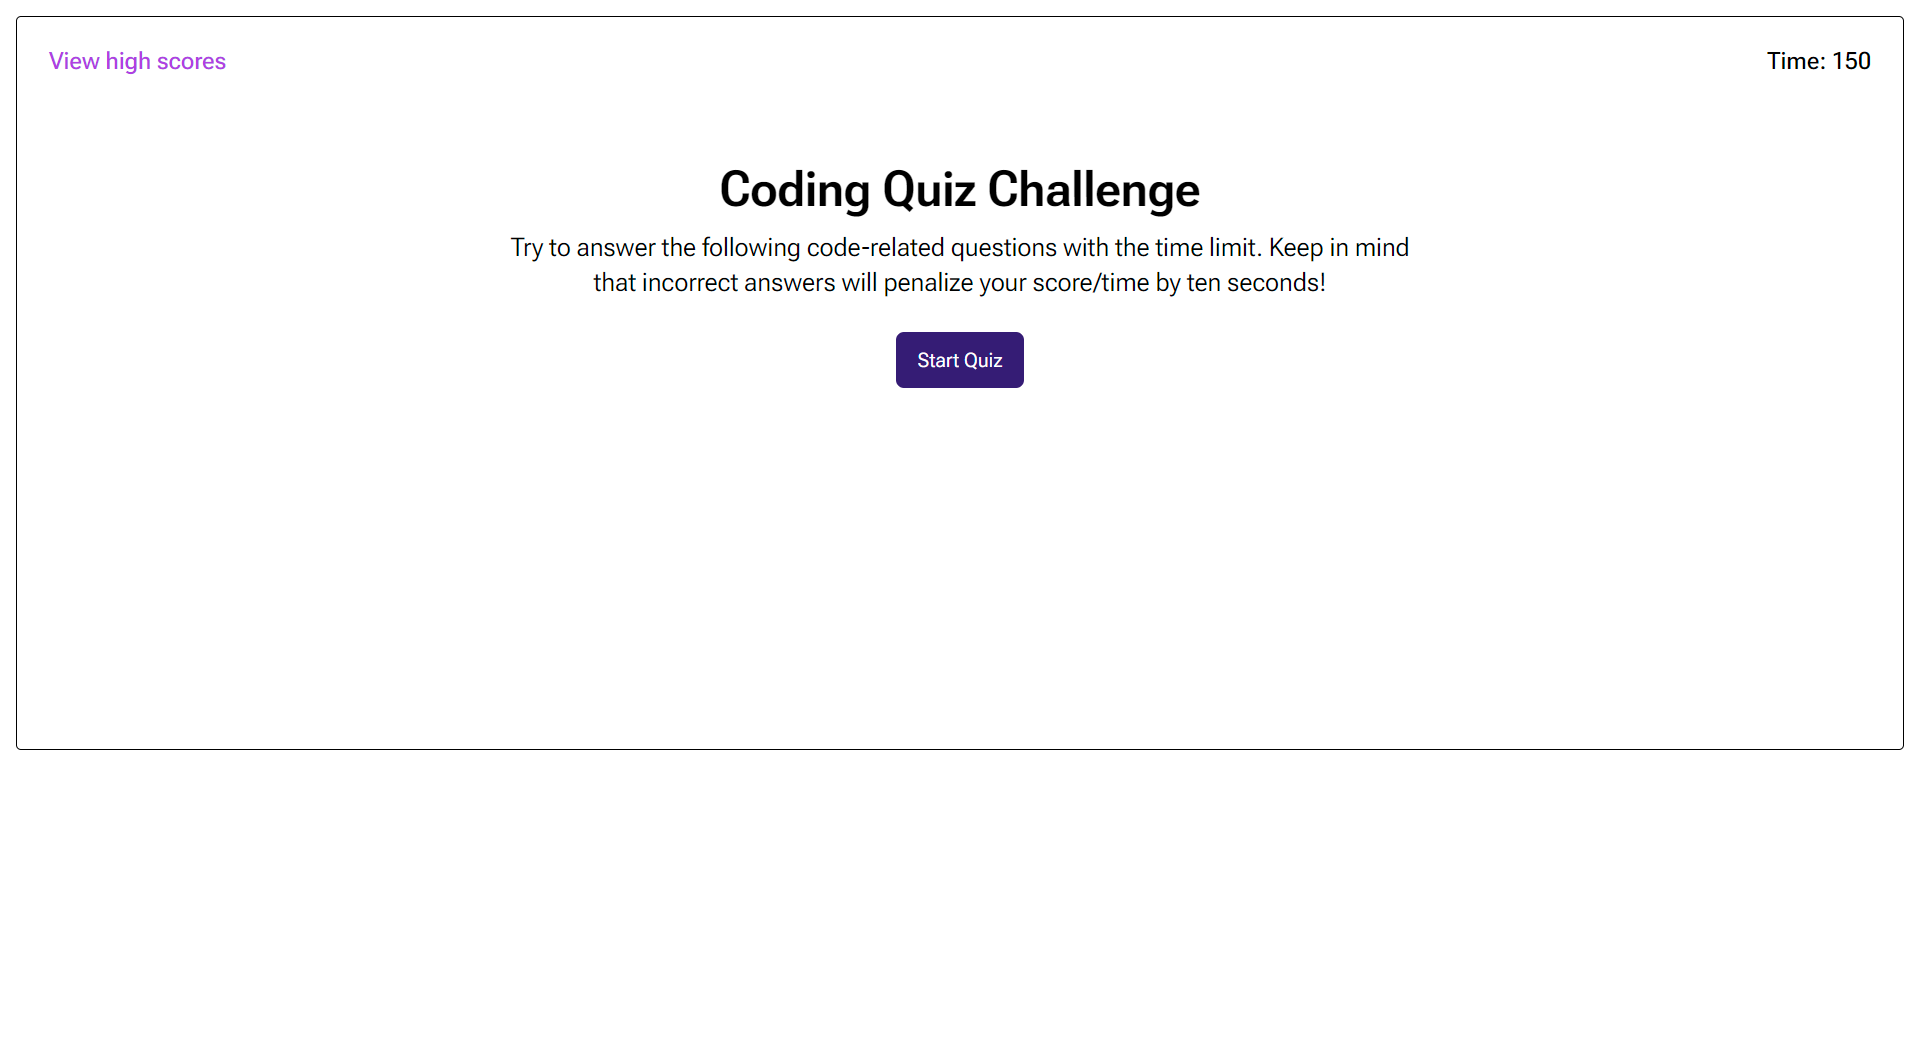 View high scores
Time: 150
Coding Quiz Challenge
Try to answer the following code-related questions with the time limit. Keep in mind
that incorrect answers will penalize your score/time by ten seconds!
Start Quiz